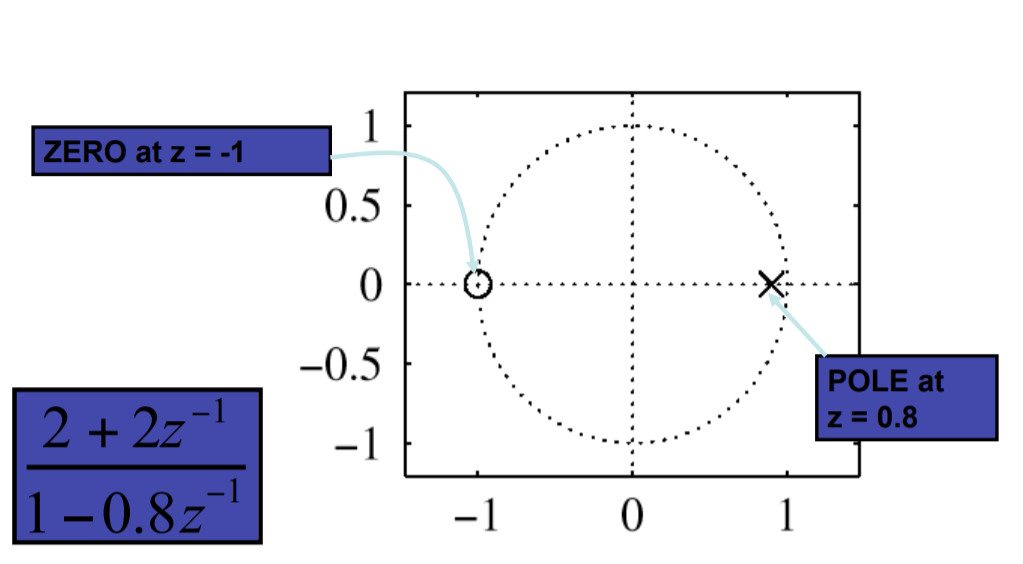 ZERO at z = -1
1
0.5
0
−0.5
−1
−1 0 1
POLE at
z = 0.8
2 + 2z⁻¹
1 − 0.8z⁻¹